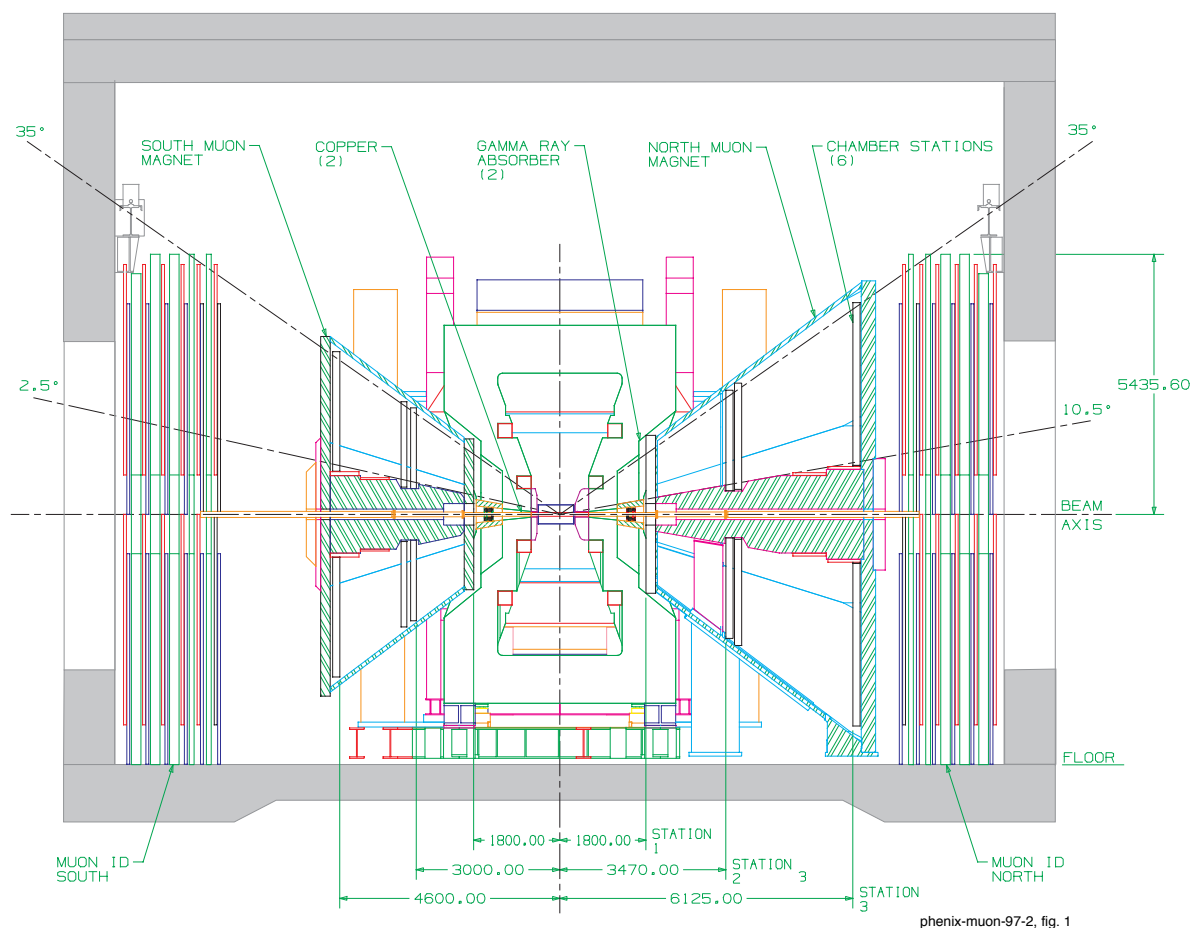 35°
SOUTH MUON
MAGNET
COPPER
(2)
GAMMA RAY
ABSORBER
(2)
NORTH MUON
MAGNET
CHAMBER STATIONS
(6)
35°
2.5°
5435.60
10.5°
BEAM
AXIS
FLOOR
1800.00
1800.00
STATION
1
3000.00
3470.00
STATION
2
3
4600.00
6125.00
STATION
3
MUON ID
SOUTH
MUON ID
NORTH
phenix-muon-97-2, fig. 1